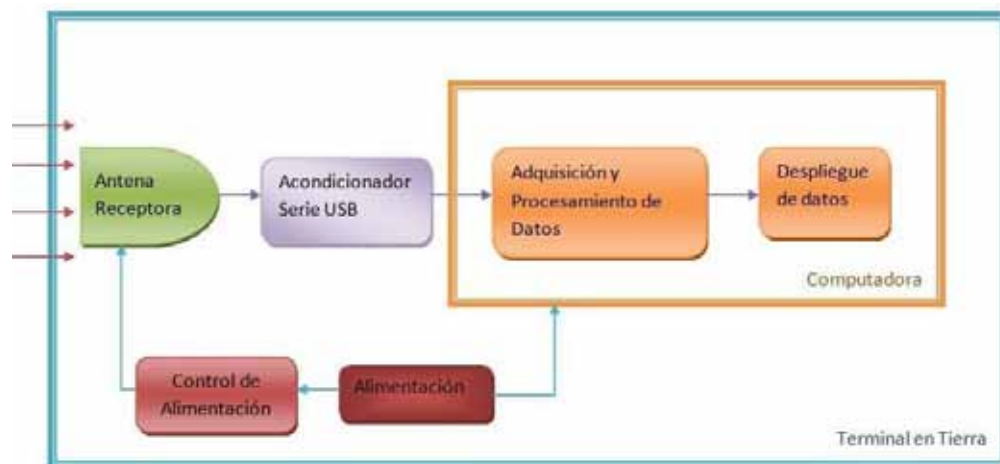 Antena
Receptora
Acondicionador
Serie USB
Adquisición y
Procesamiento de
Datos
Despliegue
de datos
Computadora
Control de
Alimentación
Alimentación
Terminal en Tierra